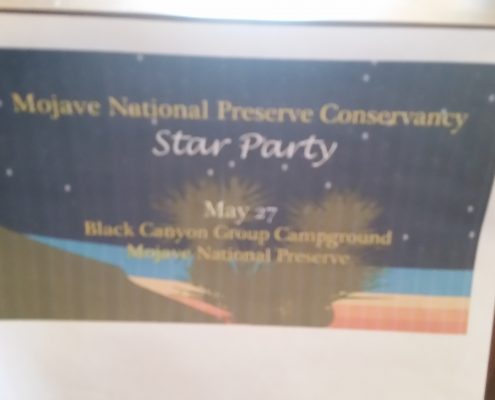 Mojave National Preserve Conservancy
Star Party
May 27
Black Canyon Group Campground
Mojave National Preserve